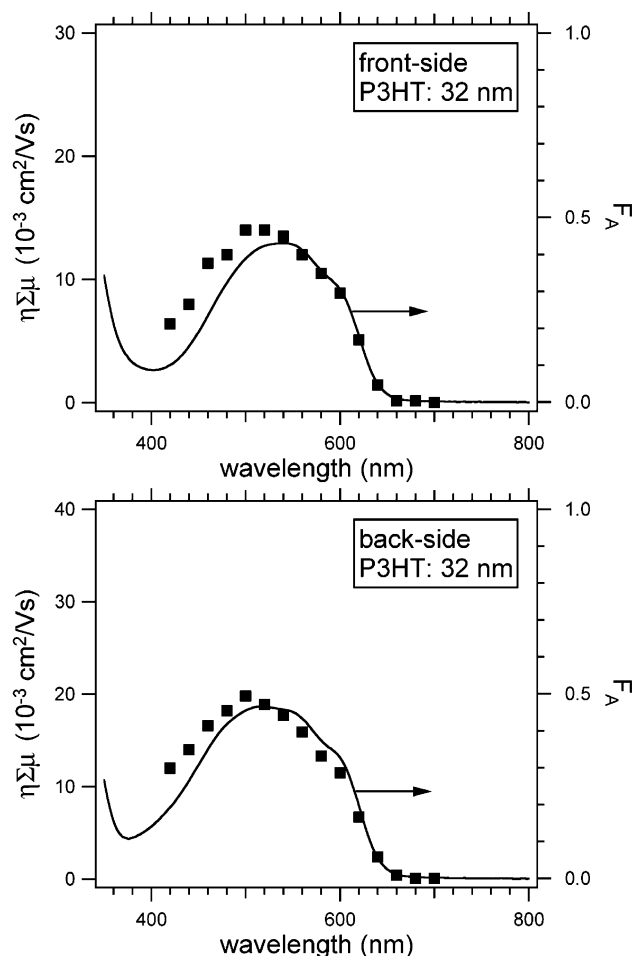 30
20
10
0
ηΣμ (10⁻³ cm²/Vs)
front-side
P3HT: 32 nm
1.0
0.5
0.0
F_A
400
600
800
wavelength (nm)
40
30
20
10
0
ηΣμ (10⁻³ cm²/Vs)
back-side
P3HT: 32 nm
1.0
0.5
0.0
F_A
400
600
800
wavelength (nm)